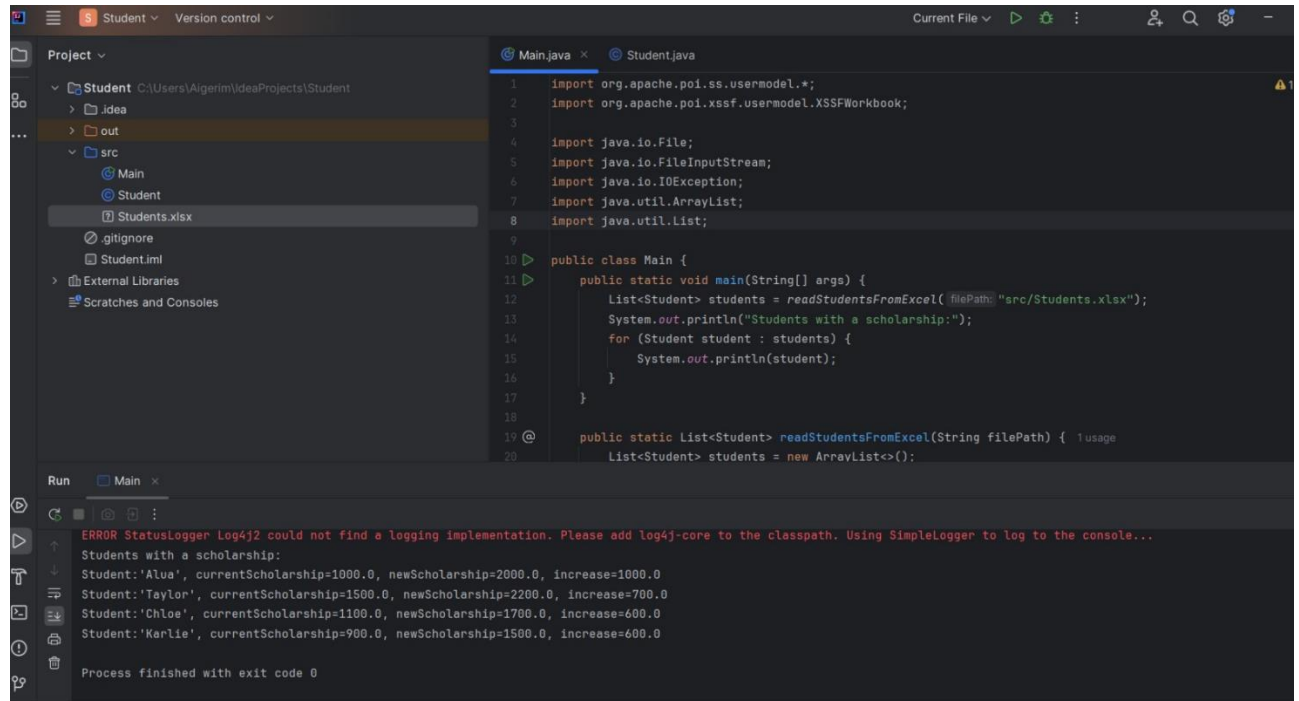 S Student Version control
Current File
Project
Student C:\Users\Aigerim\IdeaProjects\Student
.idea
out
src
Main
Student
Students.xlsx
.gitignore
Student.iml
External Libraries
Scratches and Consoles
Main.java Student.java
1 import org.apache.poi.ss.usermodel.*;
2 import org.apache.poi.xssf.usermodel.XSSFWorkbook;
3
4 import java.io.File;
5 import java.io.FileInputStream;
6 import java.io.IOException;
7 import java.util.ArrayList;
8 import java.util.List;
9
10 public class Main {
11 public static void main(String[] args) {
12 List<Student> students = readStudentsFromExcel( filePath: "src/Students.xlsx");
13 System.out.println("Students with a scholarship:");
14 for (Student student : students) {
15 System.out.println(student);
16 }
17 }
18
19 @ public static List<Student> readStudentsFromExcel(String filePath) { 1 usage
20 List<Student> students = new ArrayList<>();
1
Run Main
ERROR StatusLogger Log4j2 could not find a logging implementation. Please add log4j-core to the classpath. Using SimpleLogger to log to the console...
Students with a scholarship:
Student:'Alua', currentScholarship=1000.0, newScholarship=2000.0, increase=1000.0
Student:'Taylor', currentScholarship=1500.0, newScholarship=2200.0, increase=700.0
Student:'Chloe', currentScholarship=1100.0, newScholarship=1700.0, increase=600.0
Student:'Karlie', currentScholarship=900.0, newScholarship=1500.0, increase=600.0
Process finished with exit code 0